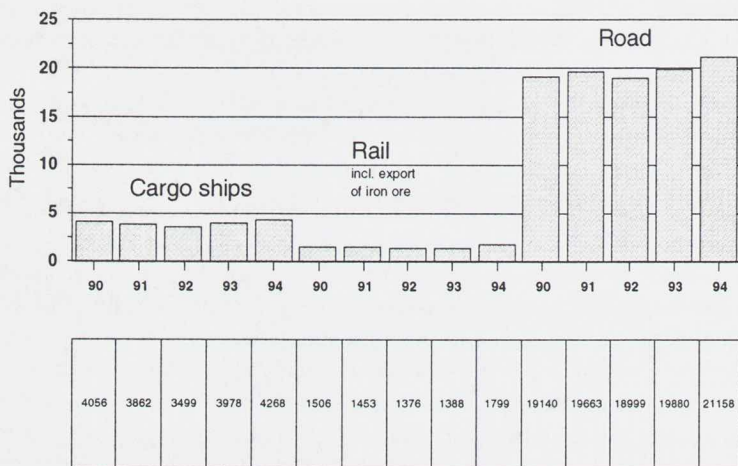 25
20
15
10
5
0
Thousands
Road
Rail
incl. export
of iron ore
Cargo ships
90 91 92 93 94 90 91 92 93 94 90 91 92 93 94
4056 3862 3499 3978 4268 1506 1453 1376 1388 1799 19140 19663 18999 19880 21158